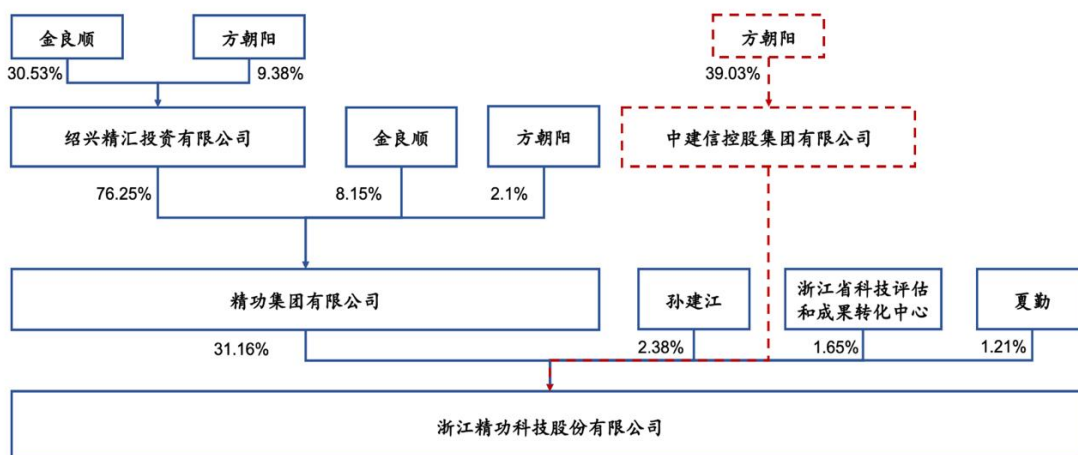 金良顺
方朝阳
方朝阳
30.53%
9.38%
39.03%
绍兴精汇投资有限公司
金良顺
方朝阳
中建信控股集团有限公司
76.25%
8.15%
2.1%
精功集团有限公司
孙建江
浙江省科技评估
和成果转化中心
夏勤
31.16%
2.38%
1.65%
1.21%
浙江精功科技股份有限公司